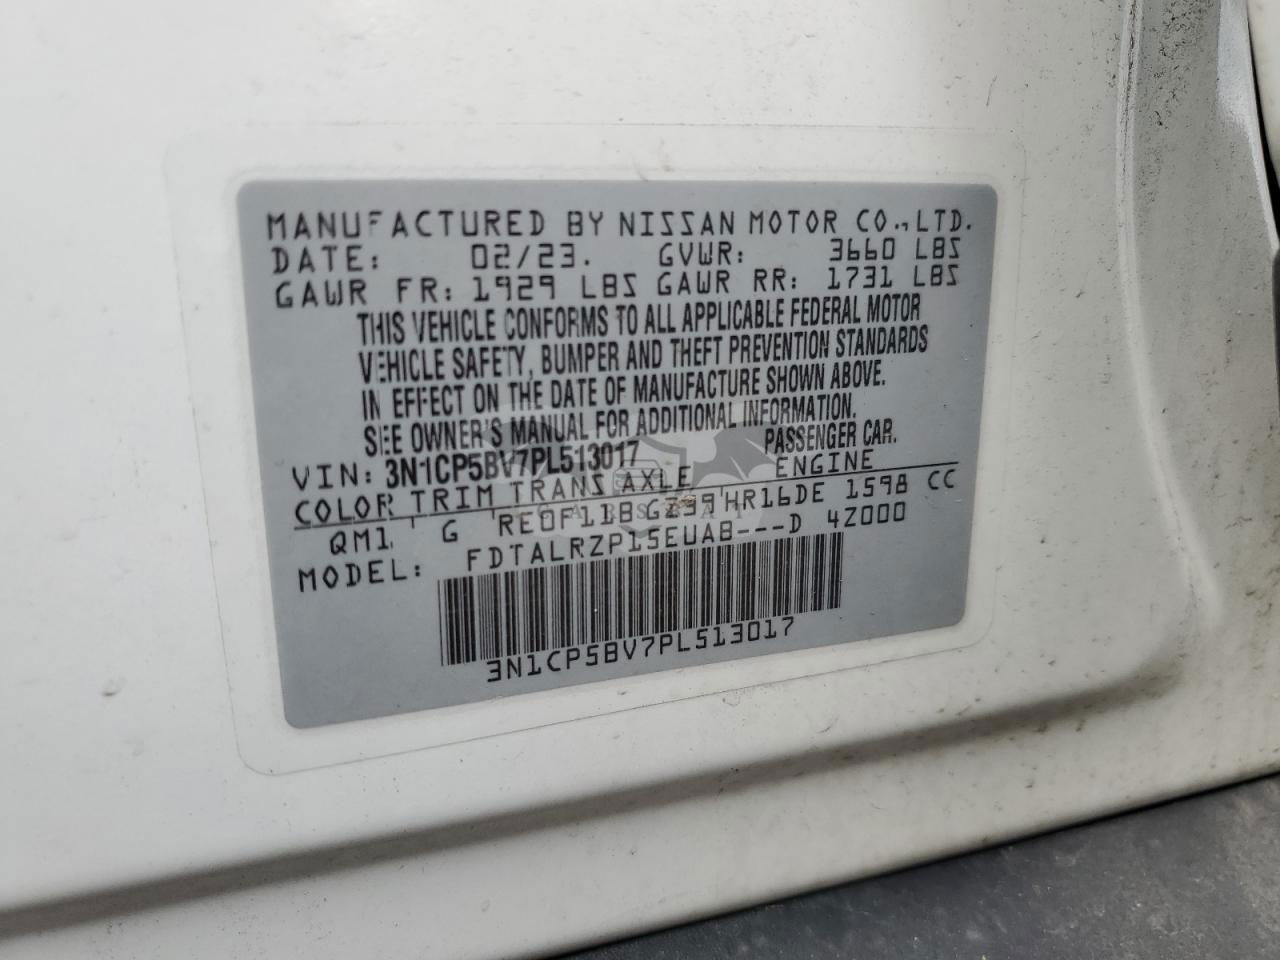 MANUFACTURED BY NISSAN MOTOR CO., LTD.
DATE: 02/23. GVWR: 3660 LBS
GAWR FR: 1929 LBS GAWR RR: 1731 LBS
THIS VEHICLE CONFORMS TO ALL APPLICABLE FEDERAL MOTOR
VEHICLE SAFETY, BUMPER AND THEFT PREVENTION STANDARDS
IN EFFECT ON THE DATE OF MANUFACTURE SHOWN ABOVE.
SEE OWNER'S MANUAL FOR ADDITIONAL INFORMATION.
VIN: 3N1CP5BV7PL513017 PASSENGER CAR.
COLOR TRIM TRANS AXLE ENGINE
QM1 G RE0F11B HR16DE 1598 CC
MODEL: FDTALRZP15EUAB---D 4Z000
3N1CP5BV7PL513017